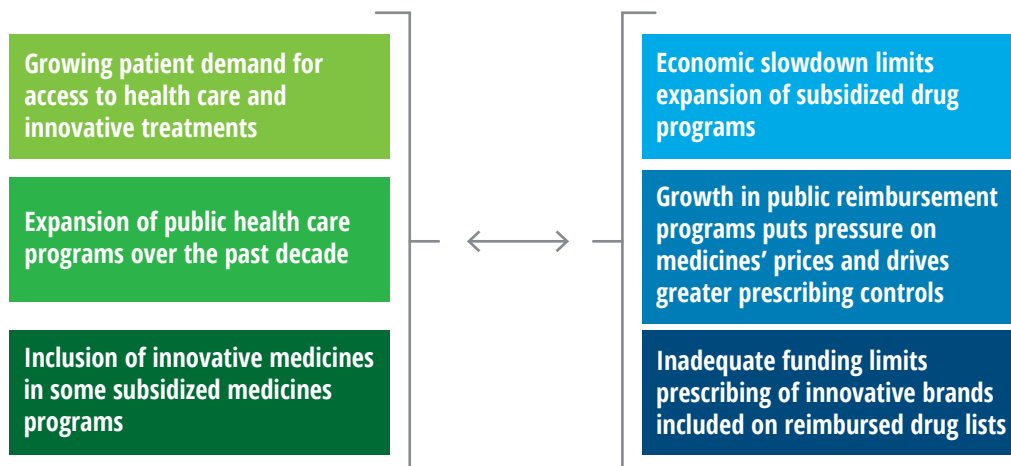 Growing patient demand for
access to health care and
innovative treatments
Expansion of public health care
programs over the past decade
Inclusion of innovative medicines
in some subsidized medicines
programs
Economic slowdown limits
expansion of subsidized drug
programs
Growth in public reimbursement
programs puts pressure on
medicines’ prices and drives
greater prescribing controls
Inadequate funding limits
prescribing of innovative brands
included on reimbursed drug lists